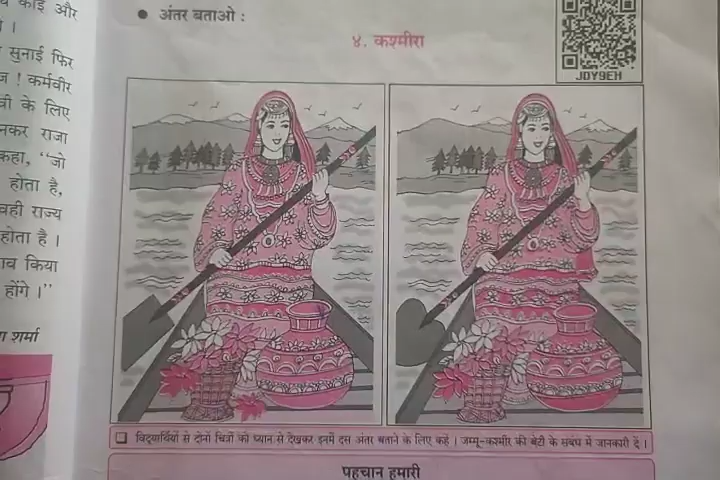 काई और
सुनाई फिर
ज ! कर्मवीर
वी के लिए
नकर राजा
कहा, “जो
होता है,
वही राज्य
होता है ।
ाव किया
होंगे ।”
शर्मा
● अंतर बताओ :
४. कश्मीरा
JDY9EH
❑ विद्यार्थियों से दोनों चित्रों को ध्यान से देखकर इनमें दस अंतर बताने के लिए कहें । जम्मू-कश्मीर की बेटी के संबंध में जानकारी दें ।
पहचान हमारी